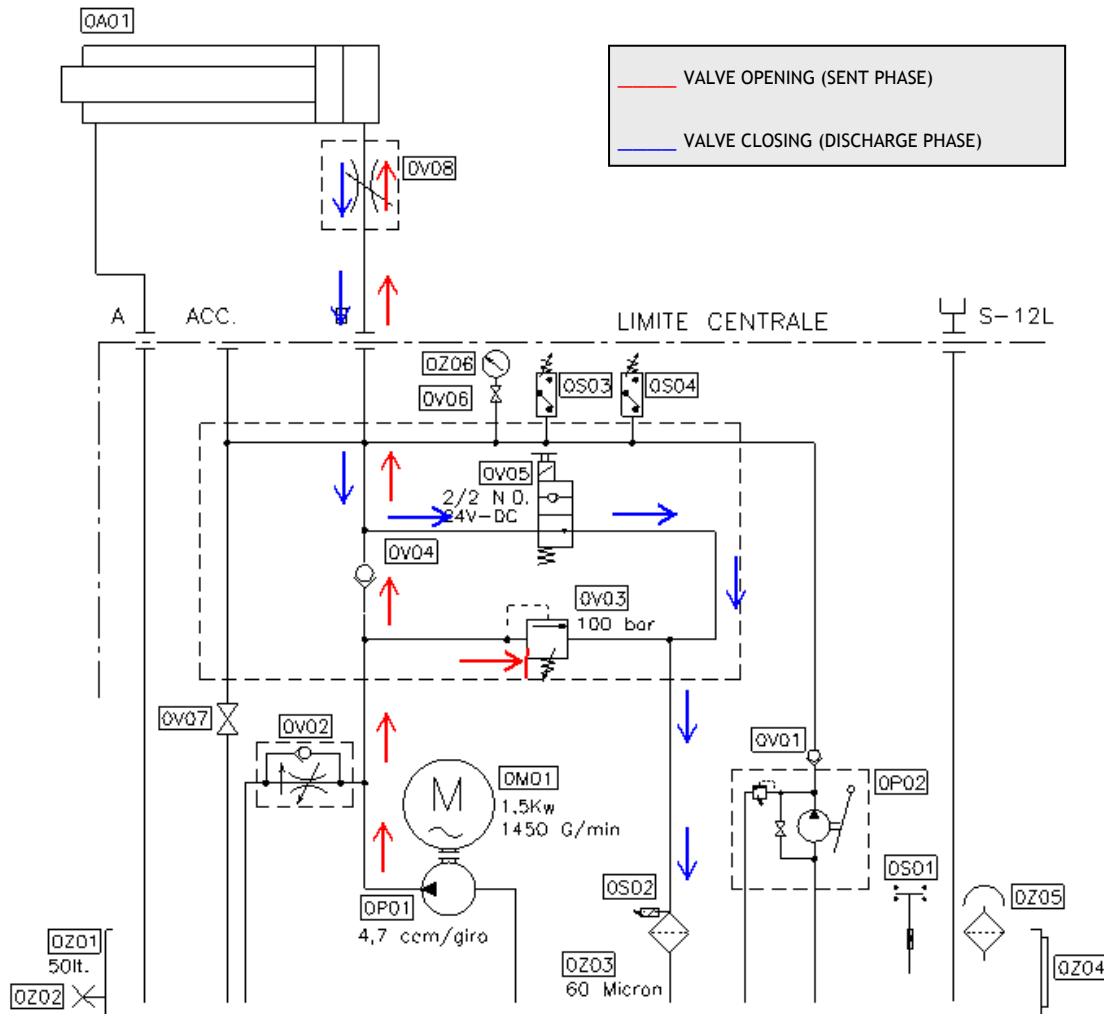 0A01
VALVE OPENING (SENT PHASE)
VALVE CLOSING (DISCHARGE PHASE)
0V08
A
ACC.
LIMITE CENTRALE
S-12L
0Z06
0V06
0S03
0S04
0V05
2/2 N.O.
24V-DC
0V04
0V03
100 bar
0V07
0V02
0M01
M
1,5Kw
1450 G/min
0V01
0P02
0P01
4,7 ccm/giro
0S02
0S01
0Z05
0Z01
50lt.
0Z02
0Z03
60 Micron
0Z04